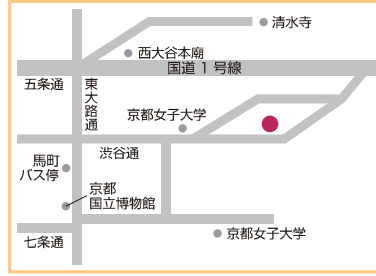 清水寺
西大谷本廟
国道1号線
五条通
東大路通
京都女子大学
渋谷通
馬町
バス停
京都
国立博物館
七条通
京都女子大学